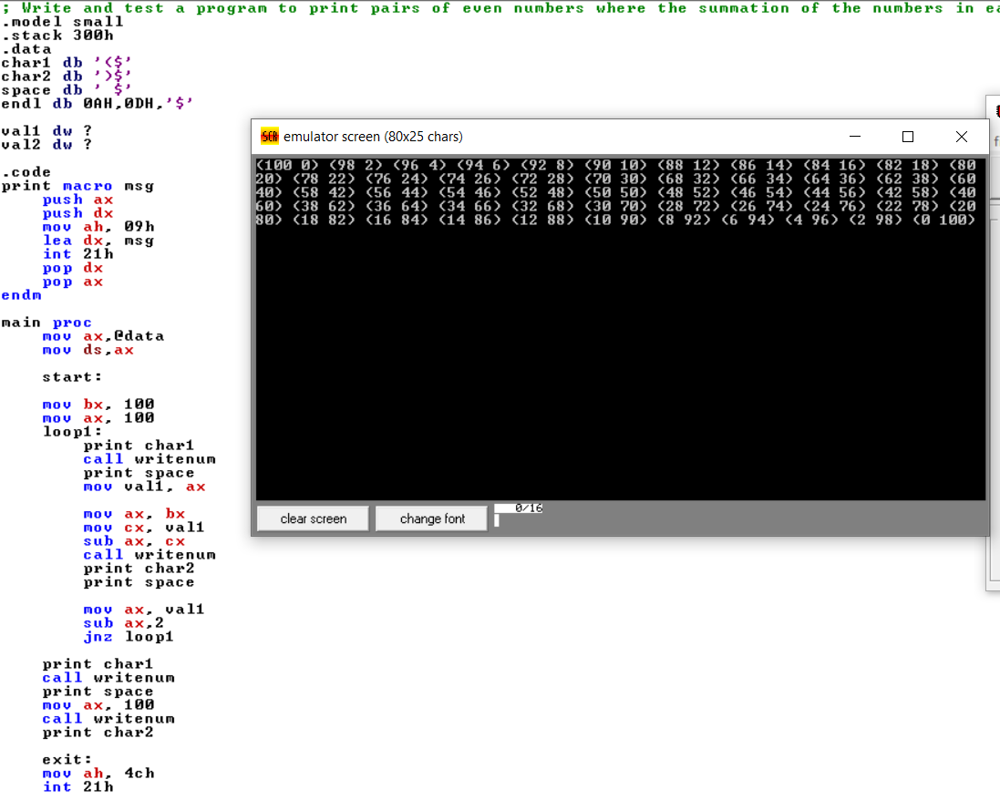 ; Write and test a program to print pairs of even numbers where the summation of the numbers in
.model small
.stack 300h
.data
char1 db '($'
char2 db ')$'
space db ' $'
endl db 0AH,0DH,'$'
val1 dw ?
val2 dw ?
.code
print macro msg
push ax
push dx
mov ah, 09h
lea dx, msg
int 21h
pop dx
pop ax
endm
main proc
mov ax,@data
mov ds,ax
start:
mov bx, 100
mov ax, 100
loop1:
print char1
call writenum
print space
mov val1, ax
mov ax, bx
mov cx, val1
sub ax, cx
call writenum
print char2
print space
mov ax, val1
sub ax,2
jnz loop1
print char1
call writenum
print space
mov ax, 100
call writenum
print char2
exit:
mov ah, 4ch
int 21h
SCR emulator screen (80x25 chars)
(100 0) (98 2) (96 4) (94 6) (92 8) (90 10) (88 12) (86 14) (84 16) (82 18) (80
20) (78 22) (76 24) (74 26) (72 28) (70 30) (68 32) (66 34) (64 36) (62 38) (60
40) (58 42) (56 44) (54 46) (52 48) (50 50) (48 52) (46 54) (44 56) (42 58) (40
60) (38 62) (36 64) (34 66) (32 68) (30 70) (28 72) (26 74) (24 76) (22 78) (20
80) (18 82) (16 84) (14 86) (12 88) (10 90) (8 92) (6 94) (4 96) (2 98) (0 100)
clear screen
change font
0/16